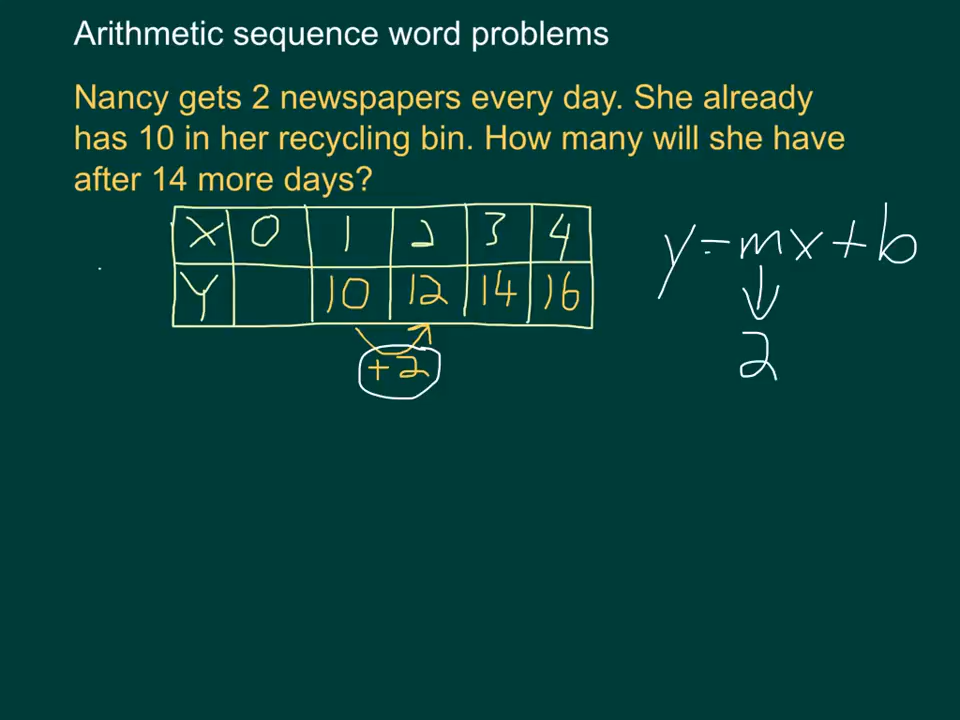 Arithmetic sequence word problems
Nancy gets 2 newspapers every day. She already
has 10 in her recycling bin. How many will she have
after 14 more days?
X 0 1 2 3 4
Y 10 12 14 16
y=mx+b
+2
2